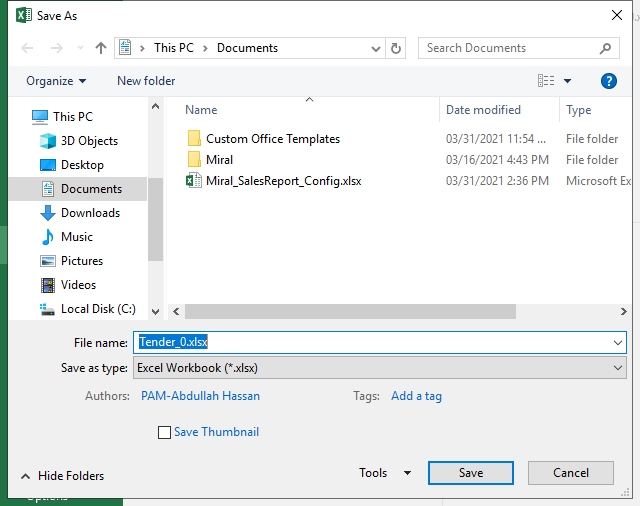 Save As
This PC > Documents
Search Documents
Organize
New folder
Name
Date modified
Type
This PC
3D Objects
Desktop
Documents
Downloads
Music
Pictures
Videos
Local Disk (C:)
Custom Office Templates 03/31/2021 11:54 ... File folder
Miral 03/16/2021 4:43 PM File folder
Miral_SalesReport_Config.xlsx 03/31/2021 2:36 PM Microsoft Ex
File name: Tender_0.xlsx
Save as type: Excel Workbook (*.xlsx)
Authors: PAM-Abdullah Hassan Tags: Add a tag
Save Thumbnail
Hide Folders
Tools
Save
Cancel
Options